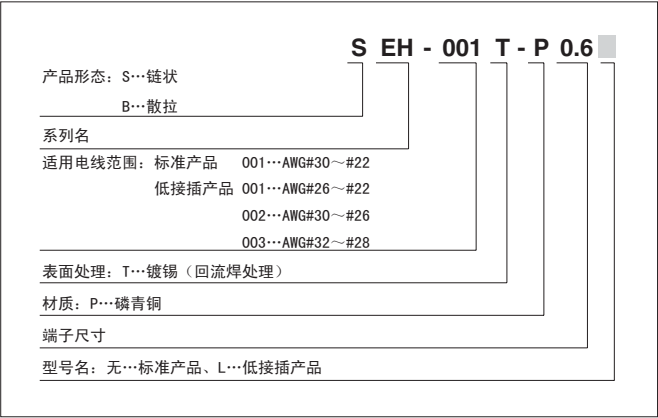 S EH - 001 T - P 0.6
产品形态：S…链状
B…散拉
系列名
适用电线范围：标准产品 001…AWG#30～#22
低接插产品 001…AWG#26～#22
002…AWG#30～#26
003…AWG#32～#28
表面处理：T…镀锡（回流焊处理）
材质：P…磷青铜
端子尺寸
型号名：无…标准产品、L…低接插产品